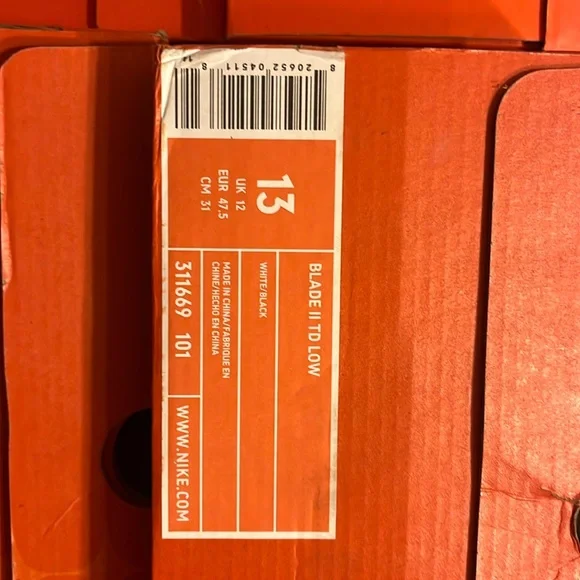 8 20652 04511 8 12
13
UK 12
EUR 47.5
CM 31
BLADE II TD LOW
WHITE/BLACK
MADE IN CHINA/FABRIQUE EN
CHINE/HECHO EN CHINA
311669 101
WWW.NIKE.COM